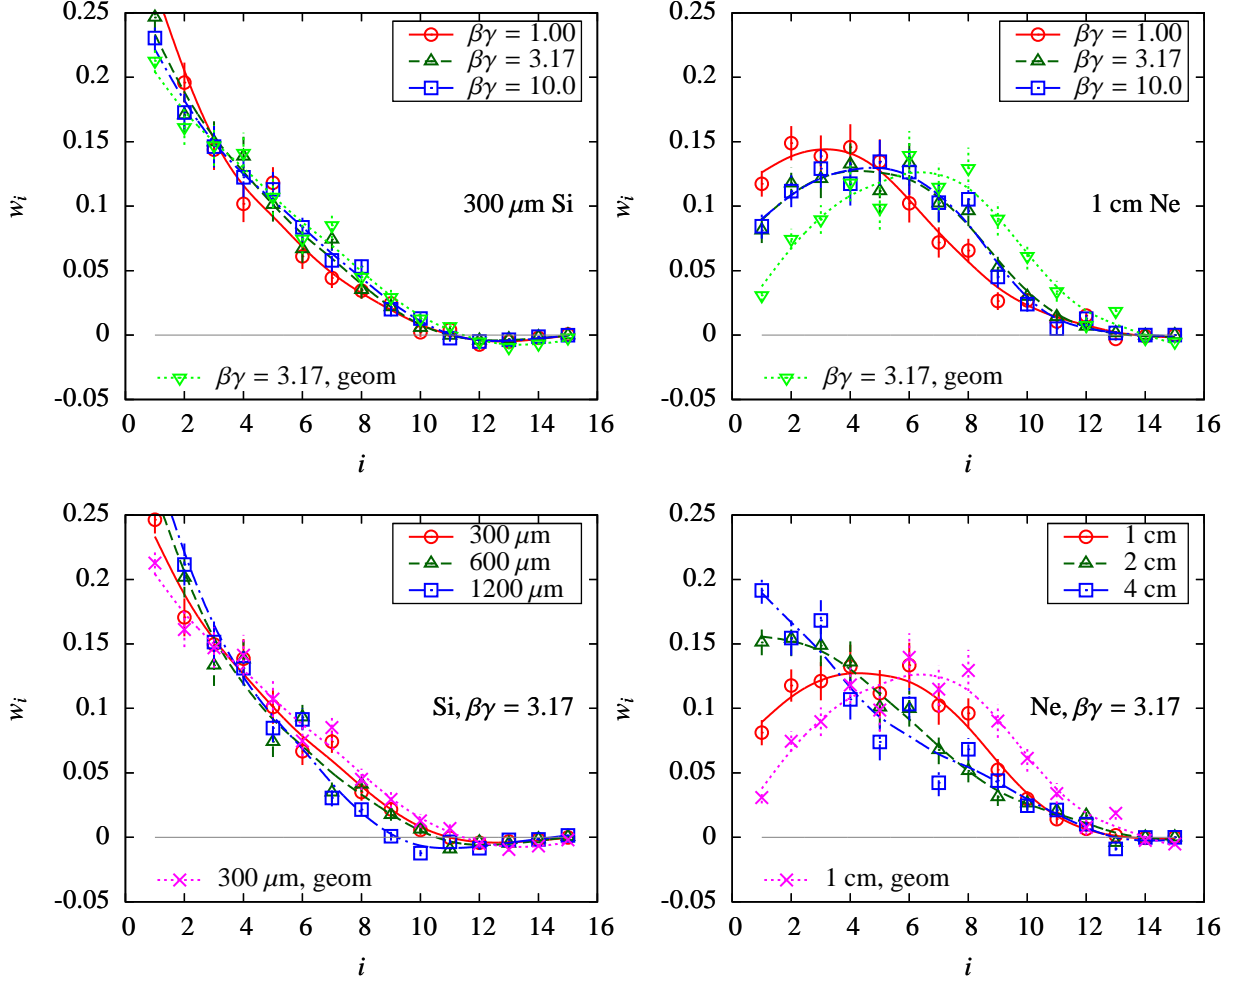 0.25
0.2
0.15
0.1
0.05
0
-0.05
wᵢ
βγ = 1.00
βγ = 3.17
βγ = 10.0
300 μm Si
βγ = 3.17, geom
0 2 4 6 8 10 12 14 16
i
0.25
0.2
0.15
0.1
0.05
0
-0.05
wᵢ
βγ = 1.00
βγ = 3.17
βγ = 10.0
1 cm Ne
βγ = 3.17, geom
0 2 4 6 8 10 12 14 16
i
0.25
0.2
0.15
0.1
0.05
0
-0.05
wᵢ
300 μm
600 μm
1200 μm
Si, βγ = 3.17
300 μm, geom
0 2 4 6 8 10 12 14 16
i
0.25
0.2
0.15
0.1
0.05
0
-0.05
wᵢ
1 cm
2 cm
4 cm
Ne, βγ = 3.17
1 cm, geom
0 2 4 6 8 10 12 14 16
i